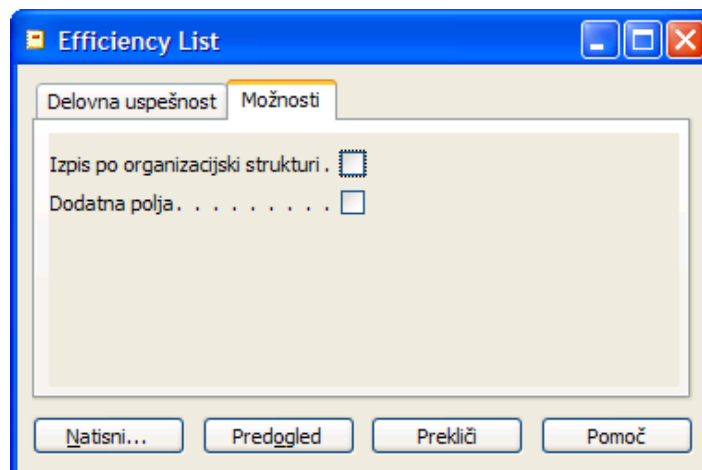 Efficiency List
Delovna uspešnost Možnosti
Izpis po organizacijski strukturi .
Dodatna polja. . . . . . . . .
Natisni... Predogled Prekliči Pomoč